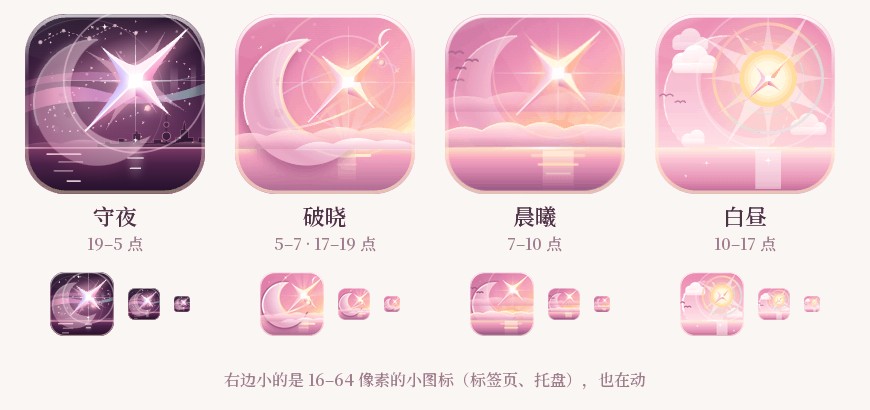 守夜
19–5 点
破晓
5–7 · 17–19 点
晨曦
7–10 点
白昼
10–17 点
右边小的是 16–64 像素的小图标（标签页、托盘），也在动